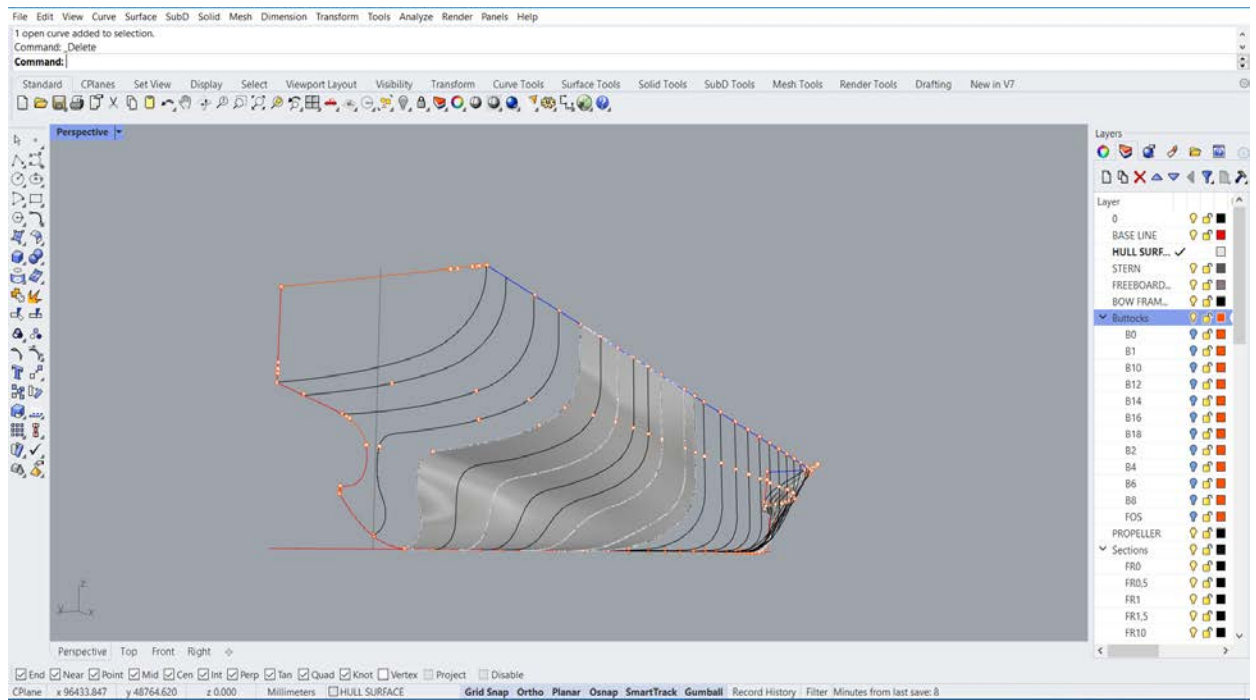 File Edit View Curve Surface SubD Solid Mesh Dimension Transform Tools Analyze Render Panels Help
1 open curve added to selection.
Command: _Delete
Command:
Standard CPlanes Set View Display Select Viewport Layout Visibility Transform Curve Tools Surface Tools Solid Tools SubD Tools Mesh Tools Render Tools Drafting New in V7
Perspective
Layers
Layer
0
BASE LINE
HULL SURF...
STERN
FREEBOARD...
BOW FRAM...
Buttocks
B0
B1
B10
B12
B14
B16
B18
B2
B4
B6
B8
FOS
PROPELLER
Sections
FR0
FR0,5
FR1
FR1,5
FR10
z
y x
Perspective Top Front Right
End Near Point Mid Cen Int Perp Tan Quad Knot Vertex Project Disable
CPlane x 96433.847 y 48764.620 z 0.000 Millimeters HULL SURFACE Grid Snap Ortho Planar Osnap SmartTrack Gumball Record History Filter Minutes from last save: 8